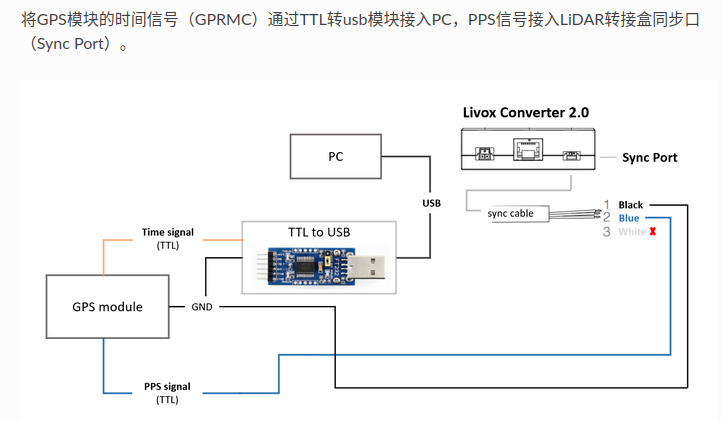 将GPS模块的时间信号（GPRMC）通过TTL转usb模块接入PC，PPS信号接入LiDAR转接盒同步口
（Sync Port）。
Livox Converter 2.0
PC
Sync Port
USB
sync cable
1 Black
2 Blue
3 White
Time signal
(TTL)
TTL to USB
GPS module
GND
PPS signal
(TTL)